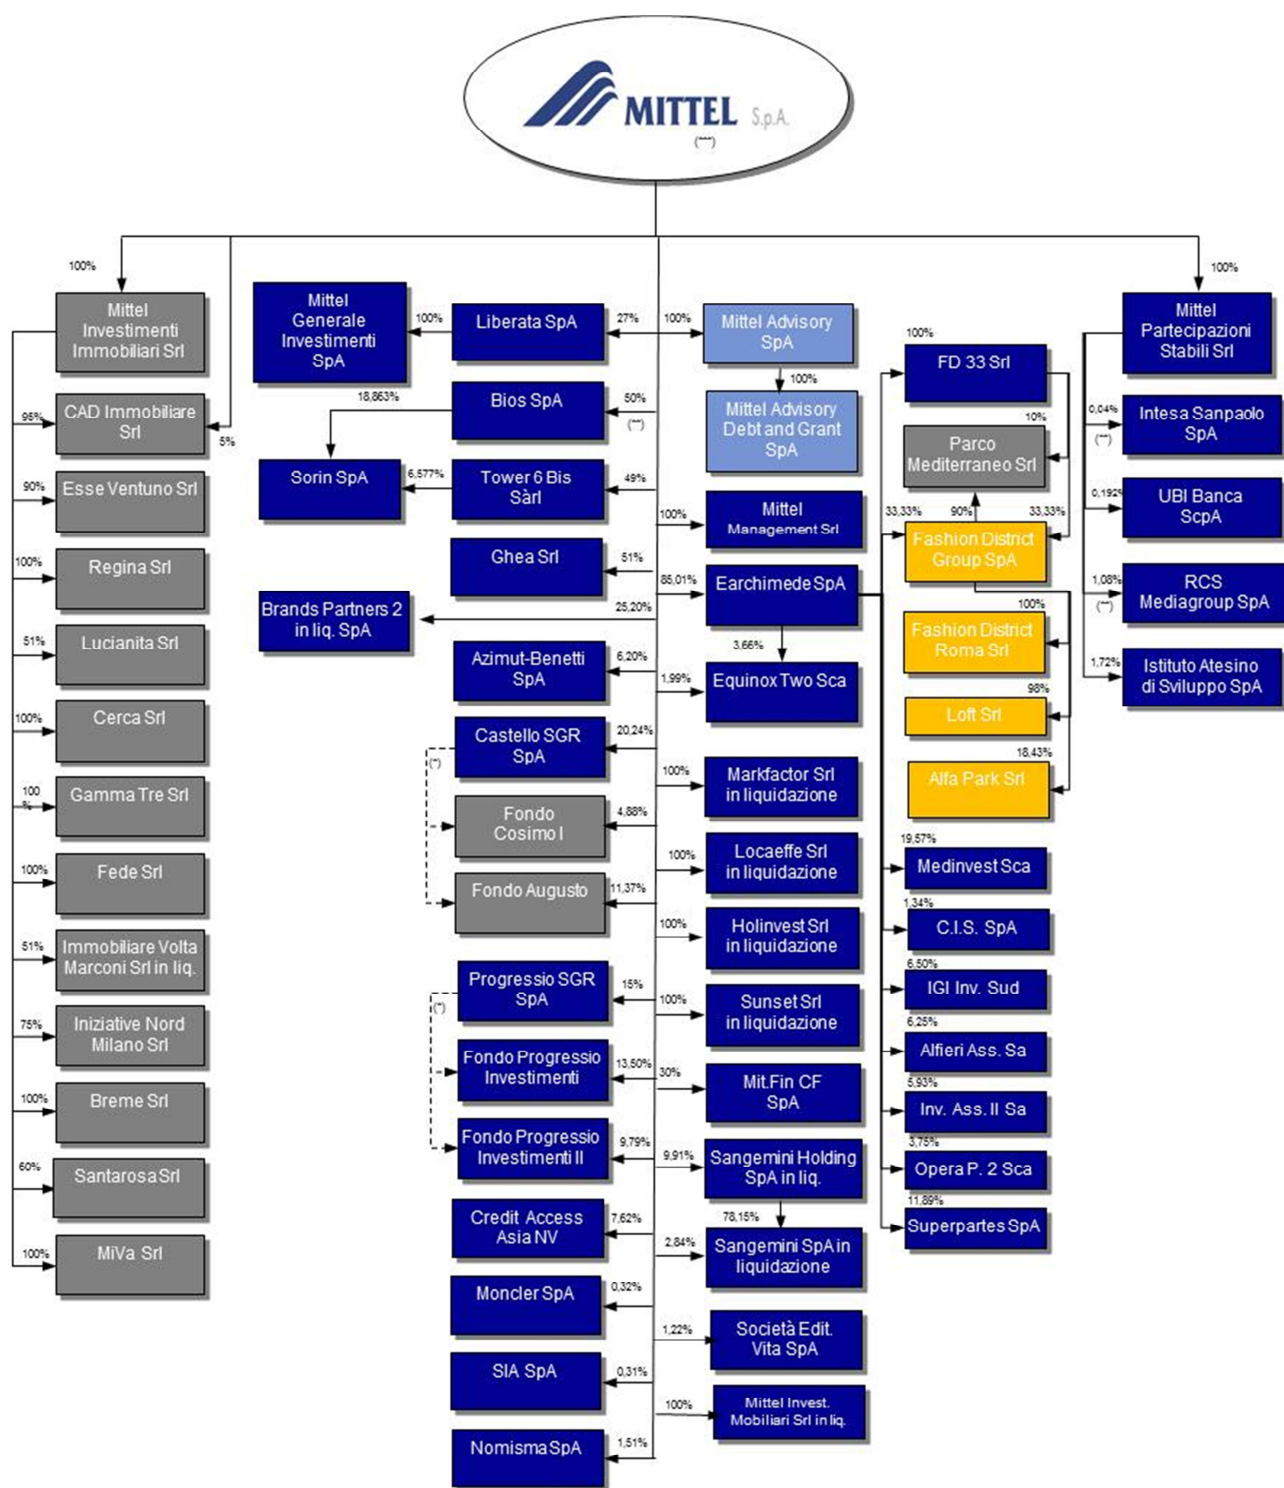 MITTEL S.p.A.
(***)
100%
Mittel
Investimenti
Immobiliari Srl
95%
CAD Immobiliare
Srl
5%
90%
Esse Ventuno Srl
100%
Regina Srl
51%
Lucianita Srl
100%
Cerca Srl
100
%
Gamma Tre Srl
100%
Fede Srl
51%
Immobiliare Volta
Marconi Srl in liq.
75%
Iniziative Nord
Milano Srl
100%
Breme Srl
60%
Santarosa Srl
100%
MiVa Srl
Mittel
Generale
Investimenti
SpA
100%
Liberata SpA
27%
18,863%
Bios SpA
50%
(**)
Sorin SpA
6,577%
Tower 6 Bis
Sàrl
49%
Ghea Srl
51%
Brands Partners 2
in liq. SpA
25,20%
Azimut-Benetti
SpA
6,20%
Castello SGR
SpA
20,24%
(*)
Fondo
Cosimo I
4,88%
Fondo Augusto
11,37%
Progressio SGR
SpA
15%
(*)
Fondo Progressio
Investimenti
13,50%
Fondo Progressio
Investimenti II
9,79%
Credit Access
Asia NV
7,62%
Moncler SpA
0,32%
SIA SpA
0,31%
Nomisma SpA
1,51%
100%
Mittel Advisory
SpA
100%
Mittel Advisory
Debt and Grant
SpA
100%
Mittel
Management Srl
85,01%
Earchimede SpA
3,66%
1,99%
Equinox Two Sca
100%
Markfactor Srl
in liquidazione
100%
Locaeffe Srl
in liquidazione
100%
Holinvest Srl
in liquidazione
100%
Sunset Srl
in liquidazione
30%
Mit.Fin CF
SpA
9,91%
Sangemini Holding
SpA in liq.
78,15%
2,84%
Sangemini SpA in
liquidazione
1,22%
Società Edit.
Vita SpA
100%
Mittel Invest.
Mobiliari Srl in liq.
100%
FD 33 Srl
10%
Parco
Mediterraneo Srl
33,33%
90%
33,33%
Fashion District
Group SpA
100%
Fashion District
Roma Srl
98%
Loft Srl
18,43%
Alfa Park Srl
19,57%
Medinvest Sca
1,34%
C.I.S. SpA
6,50%
IGI Inv. Sud
6,25%
Alfieri Ass. Sa
5,93%
Inv. Ass. II Sa
3,75%
Opera P. 2 Sca
11,89%
Superpartes SpA
100%
Mittel
Partecipazioni
Stabili Srl
0,04%
(**)
Intesa Sanpaolo
SpA
0,192%
UBI Banca
ScpA
1,08%
(**)
RCS
Mediagroup SpA
1,72%
Istituto Atesino
di Sviluppo SpA